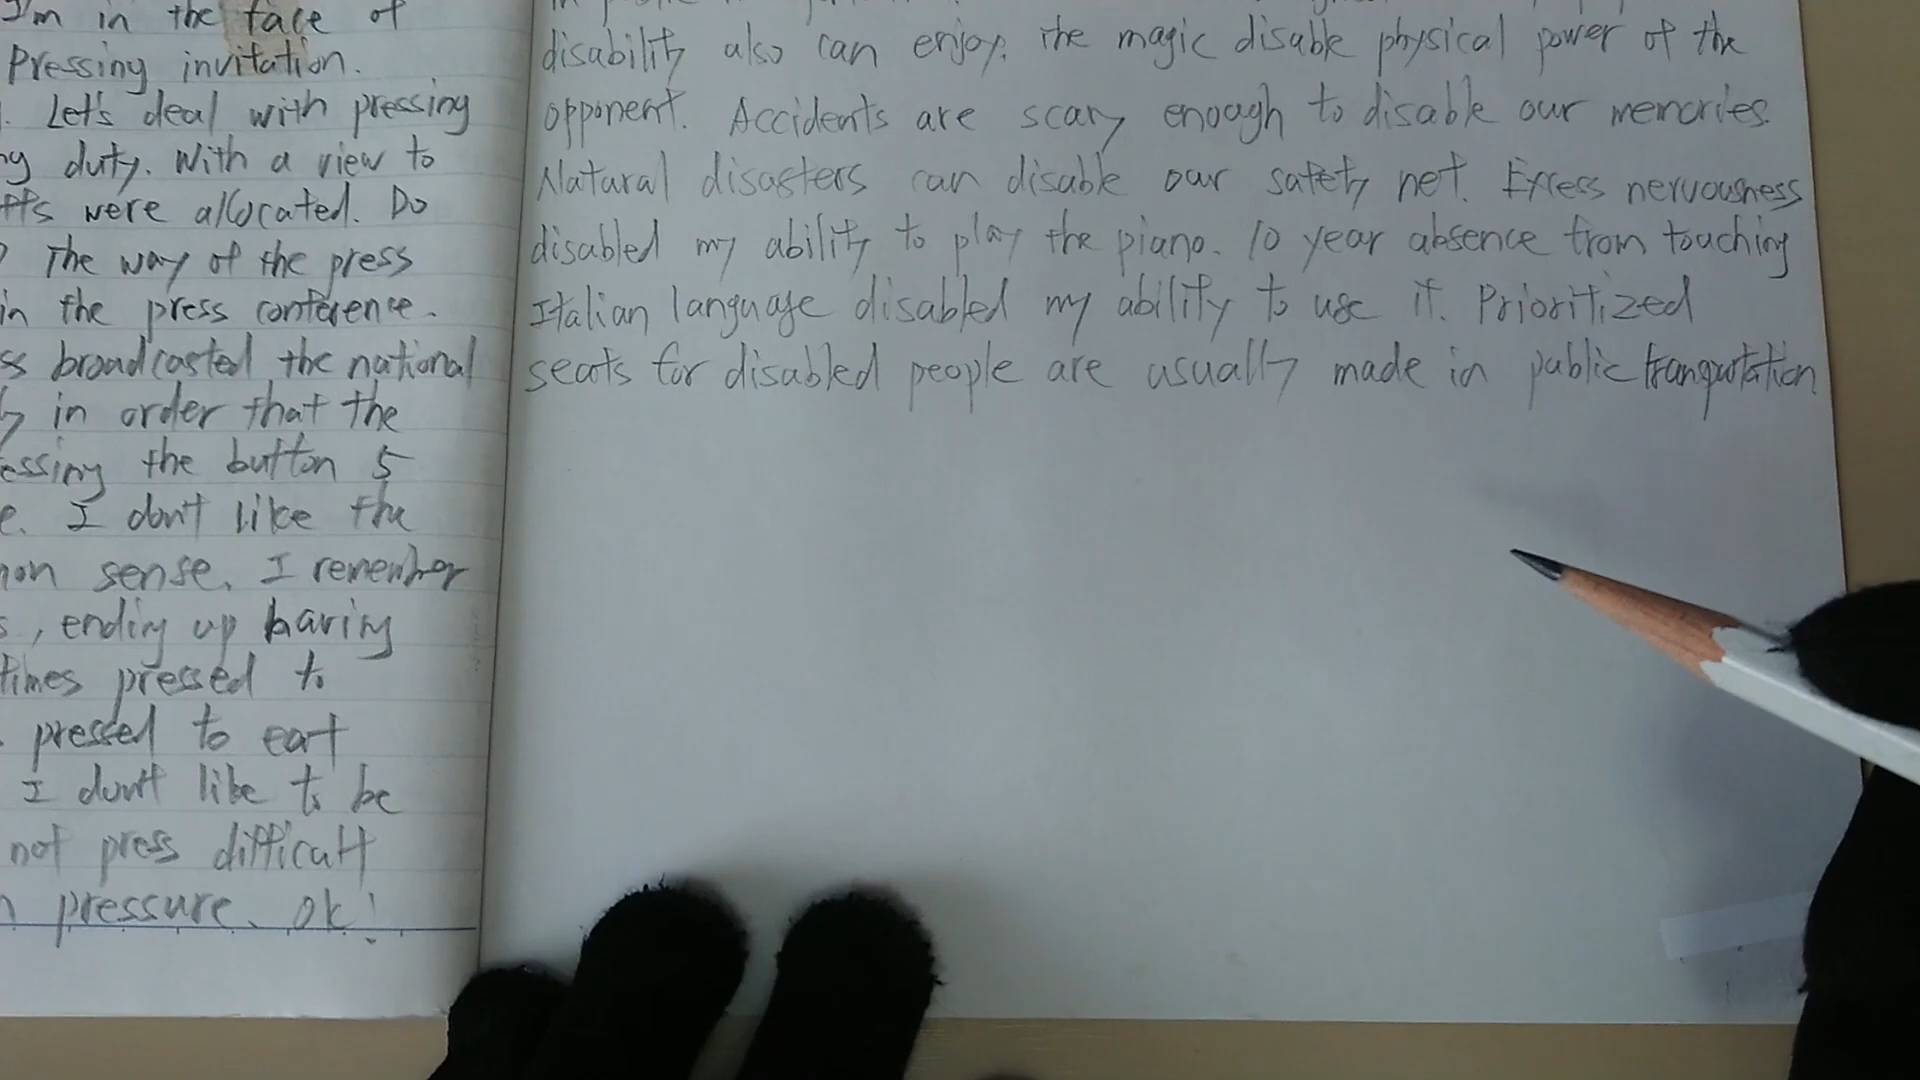 I'm in the face of
pressing invitation.
Let's deal with pressing
duty. With a view to
were allocated. Do
? The way of the press
in the press conference.
broadcasted the national
in order that the
the button 5
e. I don't like the
sense. I remember
s, ending up having
times pressed to
. pressed to eat
I don't like to be
not press difficult
pressure. ok!
disability also can enjoy. The magic disable physical power of the
opponent. Accidents are scary enough to disable our memories.
Natural disasters can disable our safety net. Excess nervousness
disabled my ability to play the piano. 10 year absence from touching
Italian language disabled my ability to use it. Prioritized
seats for disabled people are usually made in public